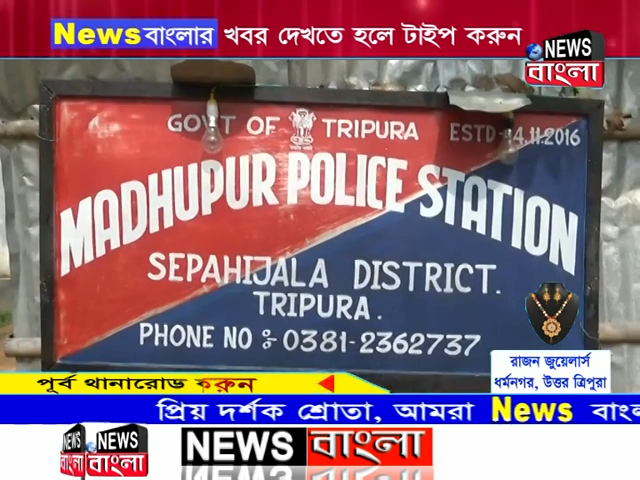 Newsবাংলার খবর দেখতে হলে টাইপ করুন
NEWS
বাংলা
GOVT OF TRIPURA ESTD-14.11.2016
MADHUPUR POLICE STATION
SEPAHIJALA DISTRICT.
TRIPURA.
PHONE NO :- 0381-2362737
রাজন জুয়েলার্স
ধর্মনগর, উত্তর ত্রিপুরা
পূর্ব থানারোড করুন
প্রিয় দর্শক শ্রোতা, আমরা News বাংল
NEWS
বাংলা
NEWS
বাংলা
NEWS বাংলা